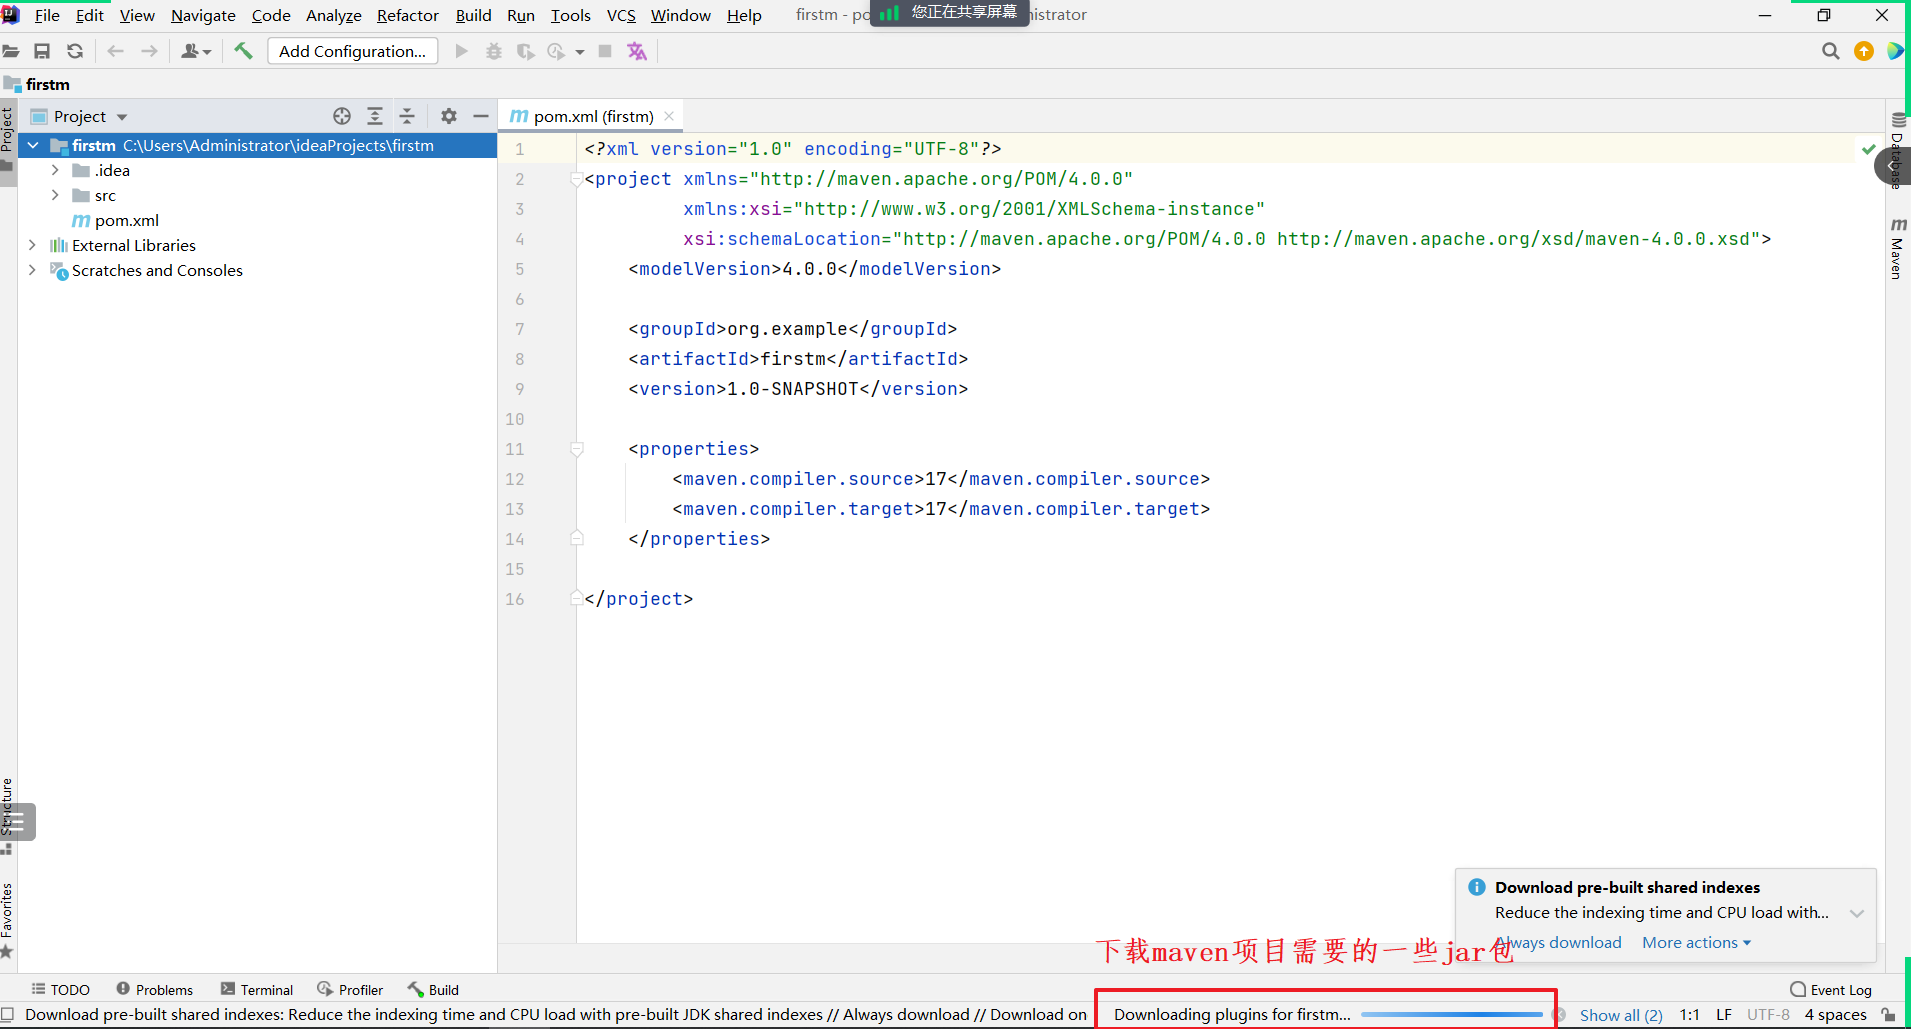 File Edit View Navigate Code Analyze Refactor Build Run Tools VCS Window Help firstm - po 您正在共享屏幕 nistrator
Add Configuration...
firstm
Project
pom.xml (firstm)
firstm C:\Users\Administrator\ideaProjects\firstm
.idea
src
pom.xml
External Libraries
Scratches and Consoles
1 <?xml version="1.0" encoding="UTF-8"?>
2 <project xmlns="http://maven.apache.org/POM/4.0.0"
3 xmlns:xsi="http://www.w3.org/2001/XMLSchema-instance"
4 xsi:schemaLocation="http://maven.apache.org/POM/4.0.0 http://maven.apache.org/xsd/maven-4.0.0.xsd">
5 <modelVersion>4.0.0</modelVersion>
6
7 <groupId>org.example</groupId>
8 <artifactId>firstm</artifactId>
9 <version>1.0-SNAPSHOT</version>
10
11 <properties>
12 <maven.compiler.source>17</maven.compiler.source>
13 <maven.compiler.target>17</maven.compiler.target>
14 </properties>
15
16 </project>
Project
Structure
Favorites
Database
m Maven
Download pre-built shared indexes
Reduce the indexing time and CPU load with...
Always download More actions
下载maven项目需要的一些jar包
TODO Problems Terminal Profiler Build Event Log
Download pre-built shared indexes: Reduce the indexing time and CPU load with pre-built JDK shared indexes // Always download // Download on Downloading plugins for firstm... Show all (2) 1:1 LF UTF-8 4 spaces